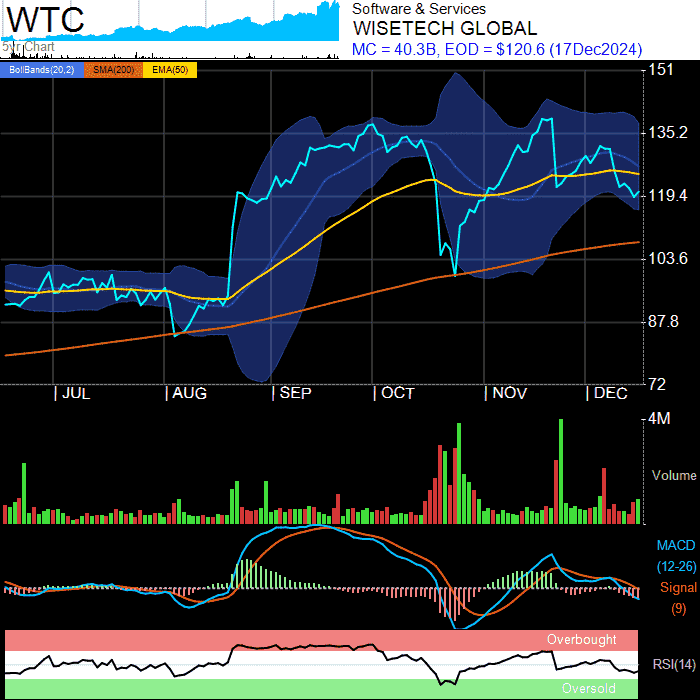 WTC
5yr Chart
Software & Services
WISETECH GLOBAL
MC = 40.3B, EOD = $120.6 (17Dec2024)
BollBands(20,2) SMA(200) EMA(50)
151
135.2
119.4
103.6
87.8
72
| JUL | AUG | SEP | OCT | NOV | DEC
4M
Volume
MACD
(12-26)
Signal
(9)
Overbought
RSI(14)
Oversold